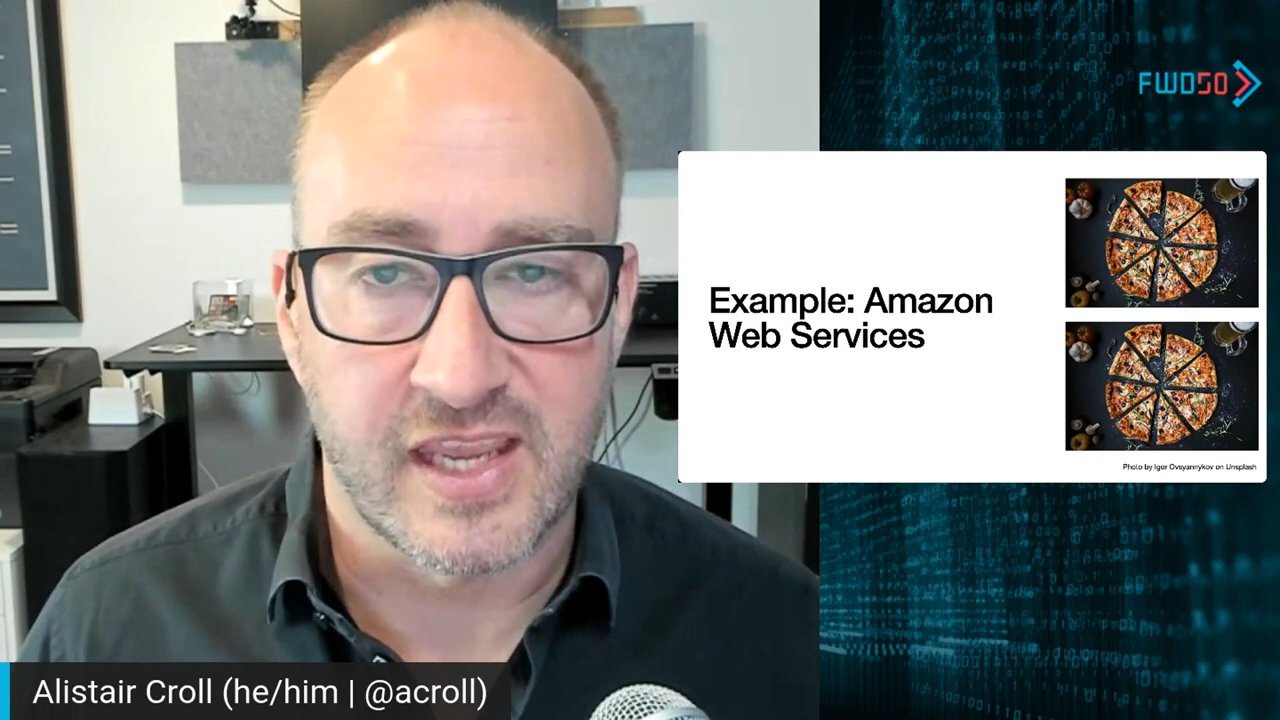 FWD50
Example: Amazon
Web Services
Photo by Igor Ovsyannykov on Unsplash
Alistair Croll (he/him | @acroll)